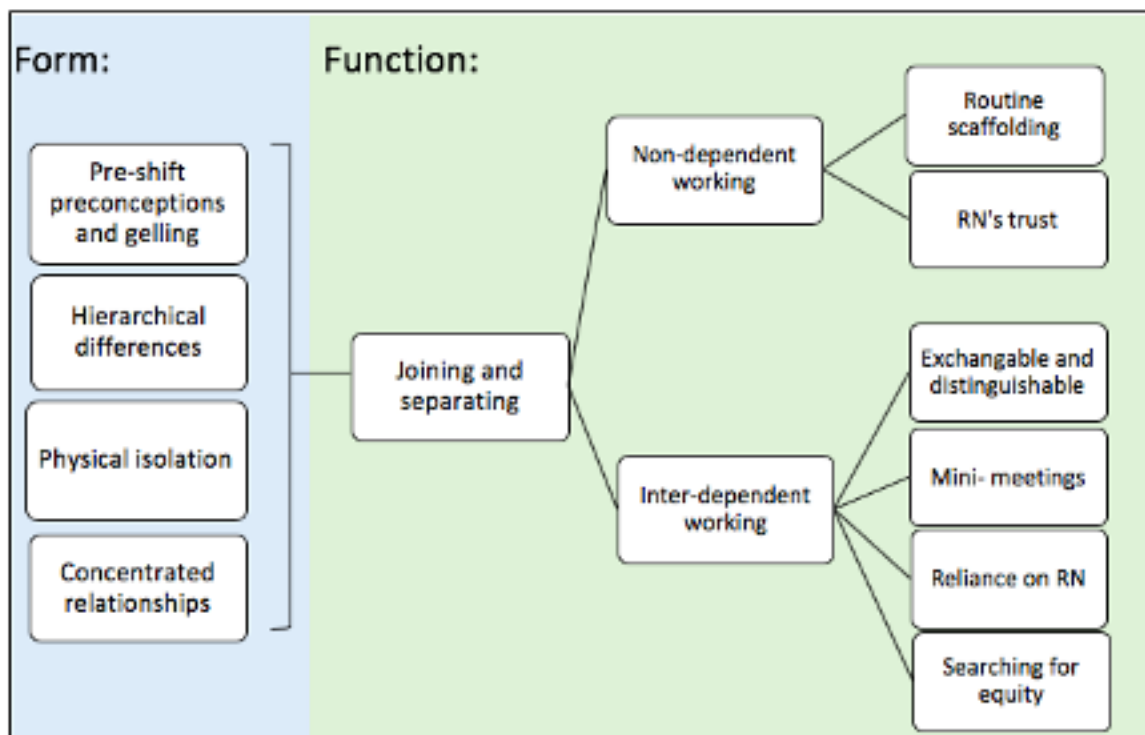 Form:
Pre-shift
preconceptions
and gelling
Hierarchical
differences
Physical isolation
Concentrated
relationships
Function:
Joining and
separating
Non-dependent
working
Routine
scaffolding
RN's trust
Inter-dependent
working
Exchangable and
distinguishable
Mini- meetings
Reliance on RN
Searching for
equity